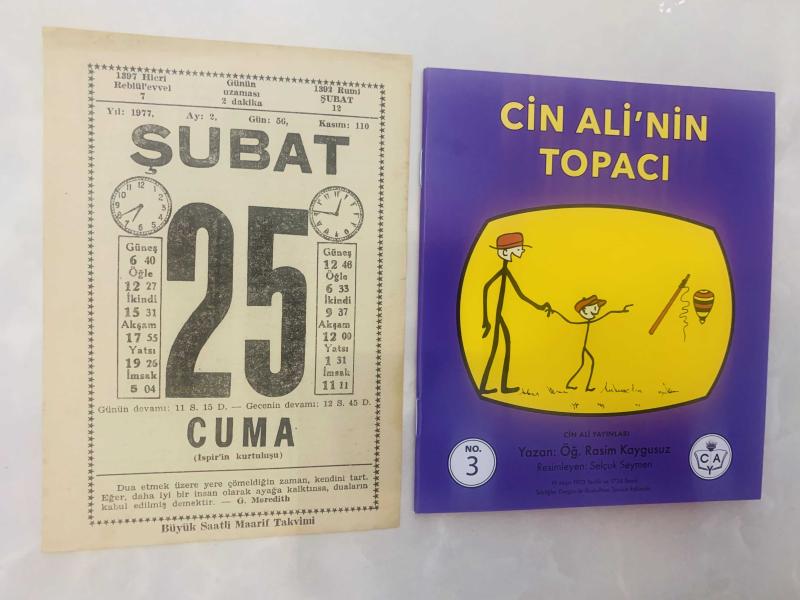 1397 Hicri
Rebiül'evvel
7
Günün
uzaması
2 dakika
1392 Rumi
ŞUBAT
12
Yıl: 1977, Ay: 2, Gün: 56, Kasım: 110
ŞUBAT
25
Güneş
6 40
Öğle
12 27
İkindi
15 31
Akşam
17 55
Yatsı
19 26
İmsak
5 04
Güneş
12 46
Öğle
6 33
İkindi
9 37
Akşam
12 00
Yatsı
1 31
İmsak
11 11
Günün devamı: 11 S. 15 D. — Gecenin devamı: 12 S. 45 D.
CUMA
(İspir'in kurtuluşu)
Dua etmek üzere yere çömeldiğin zaman, kendini tart.
Eğer, daha iyi bir insan olarak ayağa kalktınsa, duaların
kabul edilmiş demektir. — G. Meredith
Büyük Saatli Maarif Takvimi
CİN ALİ'NİN
TOPACI
CİN ALİ YAYINLARI
Yazan: Öğ. Rasim Kaygusuz
Resimleyen: Selçuk Seymen
NO.
3
C A
Y